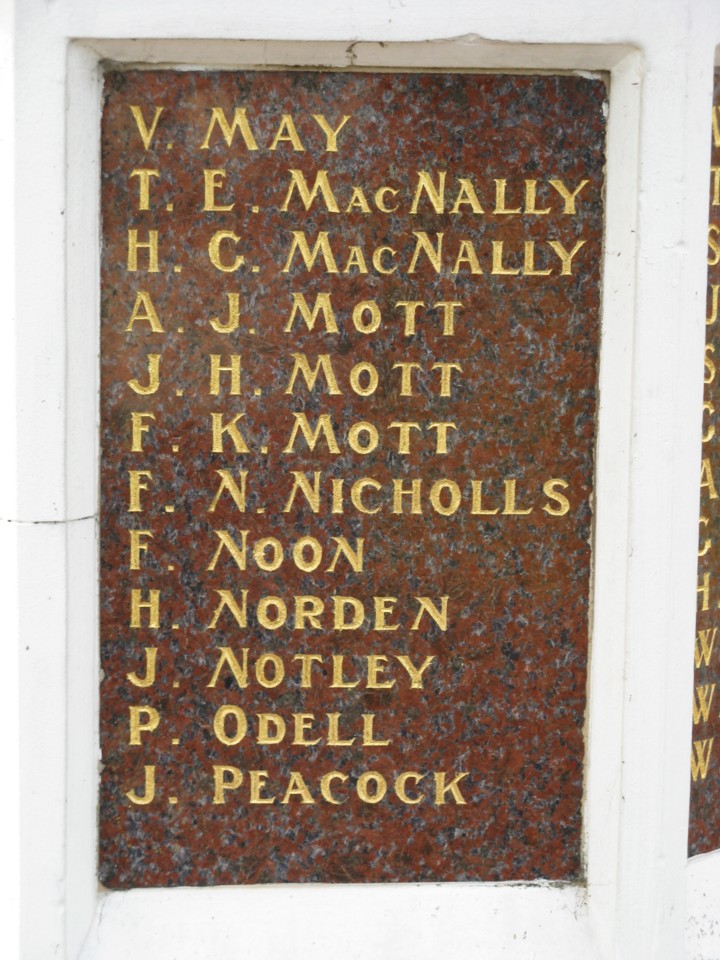 V. MAY
T. E. MACNALLY
H. G. MACNALLY
A. J. MOTT
J. H. MOTT
F. K. MOTT
F. N. NICHOLLS
F. NOON
H. NORDEN
J. NOTLEY
P. ODELL
J. PEACOCK